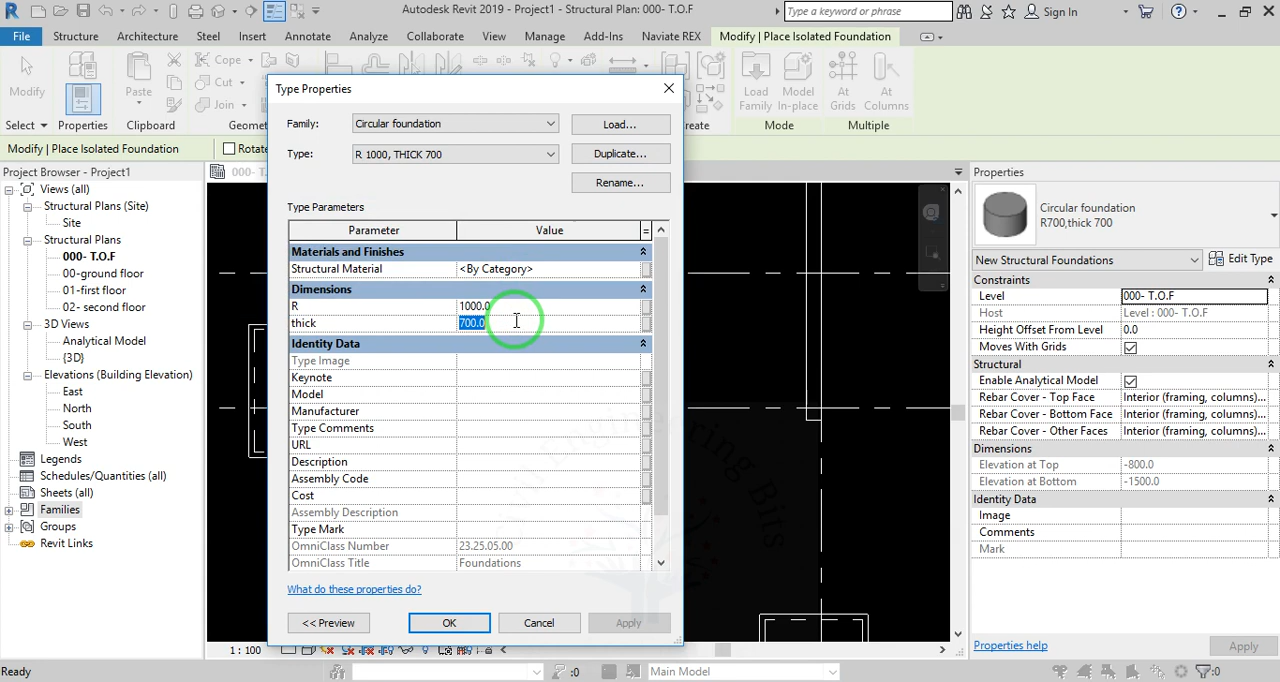 Autodesk Revit 2019 - Project1 - Structural Plan: 000- T.O.F
Type a keyword or phrase
Sign In
File Structure Architecture Steel Insert Annotate Analyze Collaborate View Manage Add-Ins Naviate REX Modify | Place Isolated Foundation
Modify
Paste
Cope
Cut
Join
Load Family
Model In-place
At Grids
At Columns
Select Properties Clipboard Geomet reate Mode Multiple
Modify | Place Isolated Foundation
Rotate
Project Browser - Project1
Views (all)
Structural Plans (Site)
Site
Structural Plans
000- T.O.F
00-ground floor
01-first floor
02- second floor
3D Views
Analytical Model
{3D}
Elevations (Building Elevation)
East
North
South
West
Legends
Schedules/Quantities (all)
Sheets (all)
Families
Groups
Revit Links
000- T.
Type Properties
Family: Circular foundation Load...
Type: R 1000, THICK 700 Duplicate...
Rename...
Type Parameters
Parameter Value =
Materials and Finishes
Structural Material <By Category>
Dimensions
R 1000.0
thick 700.0
Identity Data
Type Image
Keynote
Model
Manufacturer
Type Comments
URL
Description
Assembly Code
Cost
Assembly Description
Type Mark
OmniClass Number 23.25.05.00
OmniClass Title Foundations
What do these properties do?
<< Preview OK Cancel Apply
Engineering Bits
Properties
Circular foundation
R700,thick 700
New Structural Foundations Edit Type
Constraints
Level 000- T.O.F
Host Level : 000- T.O.F
Height Offset From Level 0.0
Moves With Grids
Structural
Enable Analytical Model
Rebar Cover - Top Face Interior (framing, columns)...
Rebar Cover - Bottom Face Interior (framing, columns)...
Rebar Cover - Other Faces Interior (framing, columns)...
Dimensions
Elevation at Top -800.0
Elevation at Bottom -1500.0
Identity Data
Image
Comments
Mark
Properties help Apply
1 : 100
Ready :0 Main Model :0